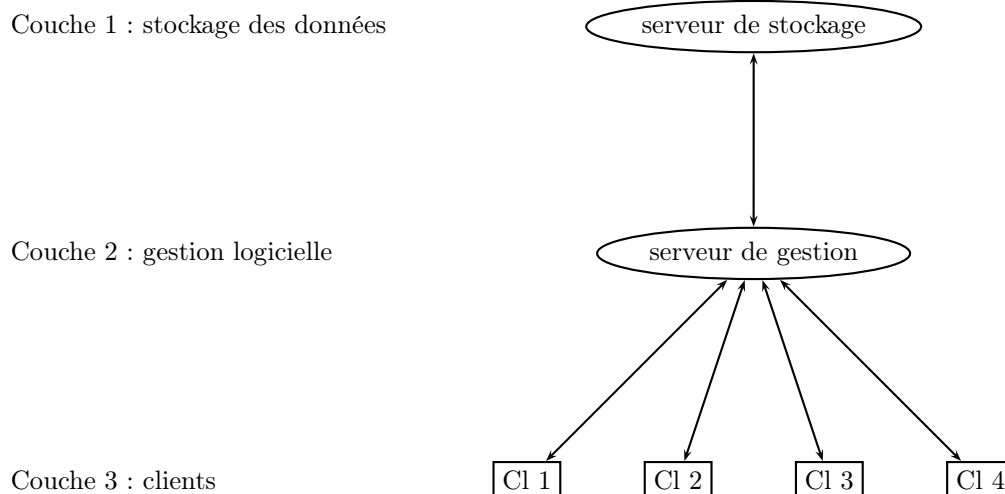 Couche 1 : stockage des données
serveur de stockage
Couche 2 : gestion logicielle
serveur de gestion
Couche 3 : clients
Cl 1
Cl 2
Cl 3
Cl 4